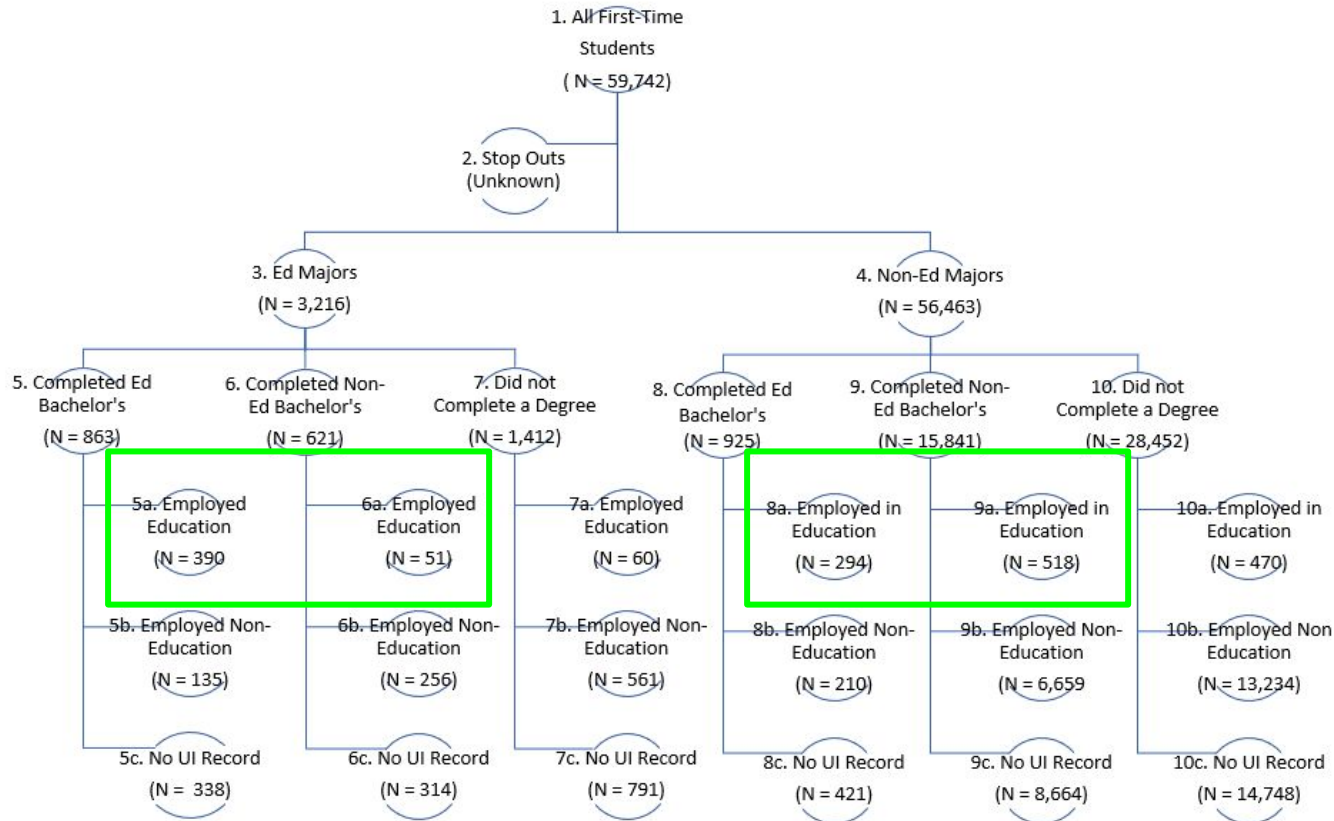 1. All First-Time
Students
( N = 59,742)
2. Stop Outs
(Unknown)
3. Ed Majors
(N = 3,216)
4. Non-Ed Majors
(N = 56,463)
5. Completed Ed
Bachelor's
(N = 863)
6. Completed Non-
Ed Bachelor's
(N = 621)
7. Did not
Complete a Degree
(N = 1,412)
8. Completed Ed
Bachelor's
(N = 925)
9. Completed Non-
Ed Bachelor's
(N = 15,841)
10. Did not
Complete a Degree
(N = 28,452)
5a. Employed
Education
(N = 390
6a. Employed
Education
(N = 51)
7a. Employed
Education
(N = 60)
8a. Employed in
Education
(N = 294)
9a. Employed in
Education
(N = 518)
10a. Employed in
Education
(N = 470)
5b. Employed Non-
Education
(N = 135)
6b. Employed Non-
Education
(N = 256)
7b. Employed Non-
Education
(N = 561)
8b. Employed Non-
Education
(N = 210)
9b. Employed Non-
Education
(N = 6,659
10b. Employed Non
Education
(N = 13,234)
5c. No UI Record
(N = 338)
6c. No UI Record
(N = 314)
7c. No UI Record
(N = 791)
8c. No UI Record
(N = 421)
9c. No UI Record
(N = 8,664)
10c. No UI Record
(N = 14,748)